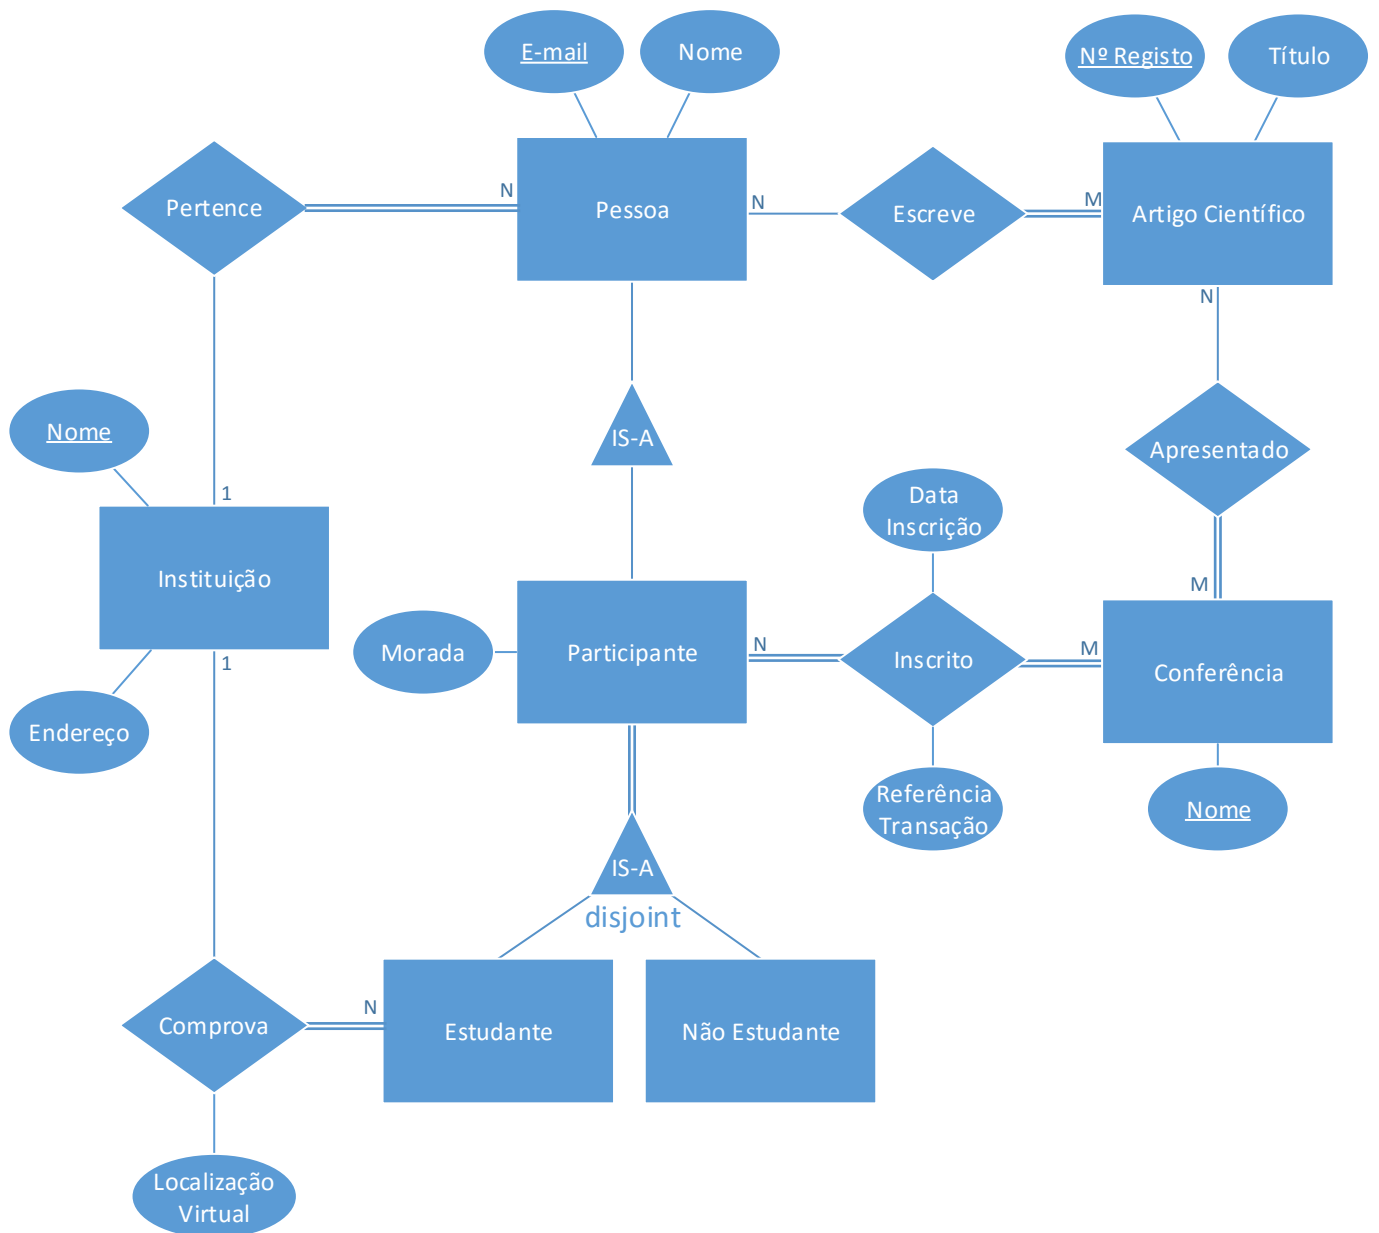 E-mail
Nome
Nº Registo
Título
Pertence
N
Pessoa
N
Escreve
M
Artigo Científico
N
Nome
IS-A
Apresentado
1
Data
Inscrição
Instituição
M
1
Morada
Participante
N
Inscrito
M
Conferência
Endereço
Referência
Transação
Nome
IS-A
disjoint
Comprova
N
Estudante
Não Estudante
Localização
Virtual